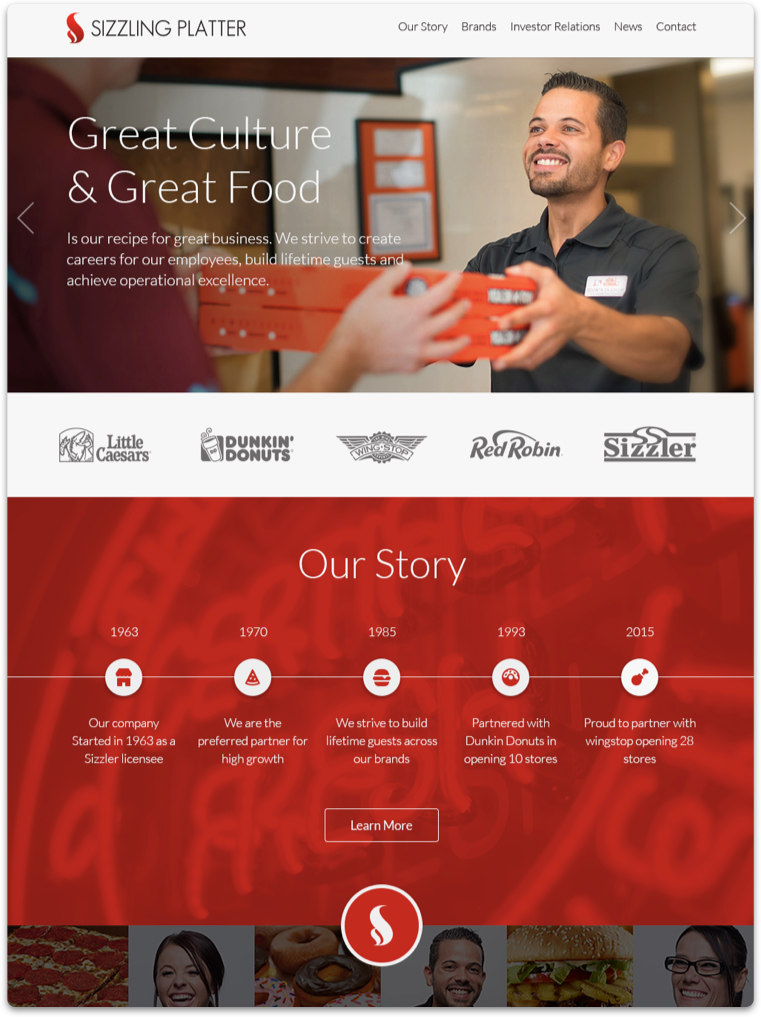 SIZZLING PLATTER
Our Story Brands Investor Relations News Contact
Great Culture
& Great Food
Is our recipe for great business. We strive to create
careers for our employees, build lifetime guests and
achieve operational excellence.
Little
Caesars
DUNKIN'
DONUTS
WING·STOP
Red Robin
Sizzler
Our Story
1963 1970 1985 1993 2015
Our company
Started in 1963 as a
Sizzler licensee
We are the
preferred partner for
high growth
We strive to build
lifetime guests across
our brands
Partnered with
Dunkin Donuts in
opening 10 stores
Proud to partner with
wingstop opening 28
stores
Learn More